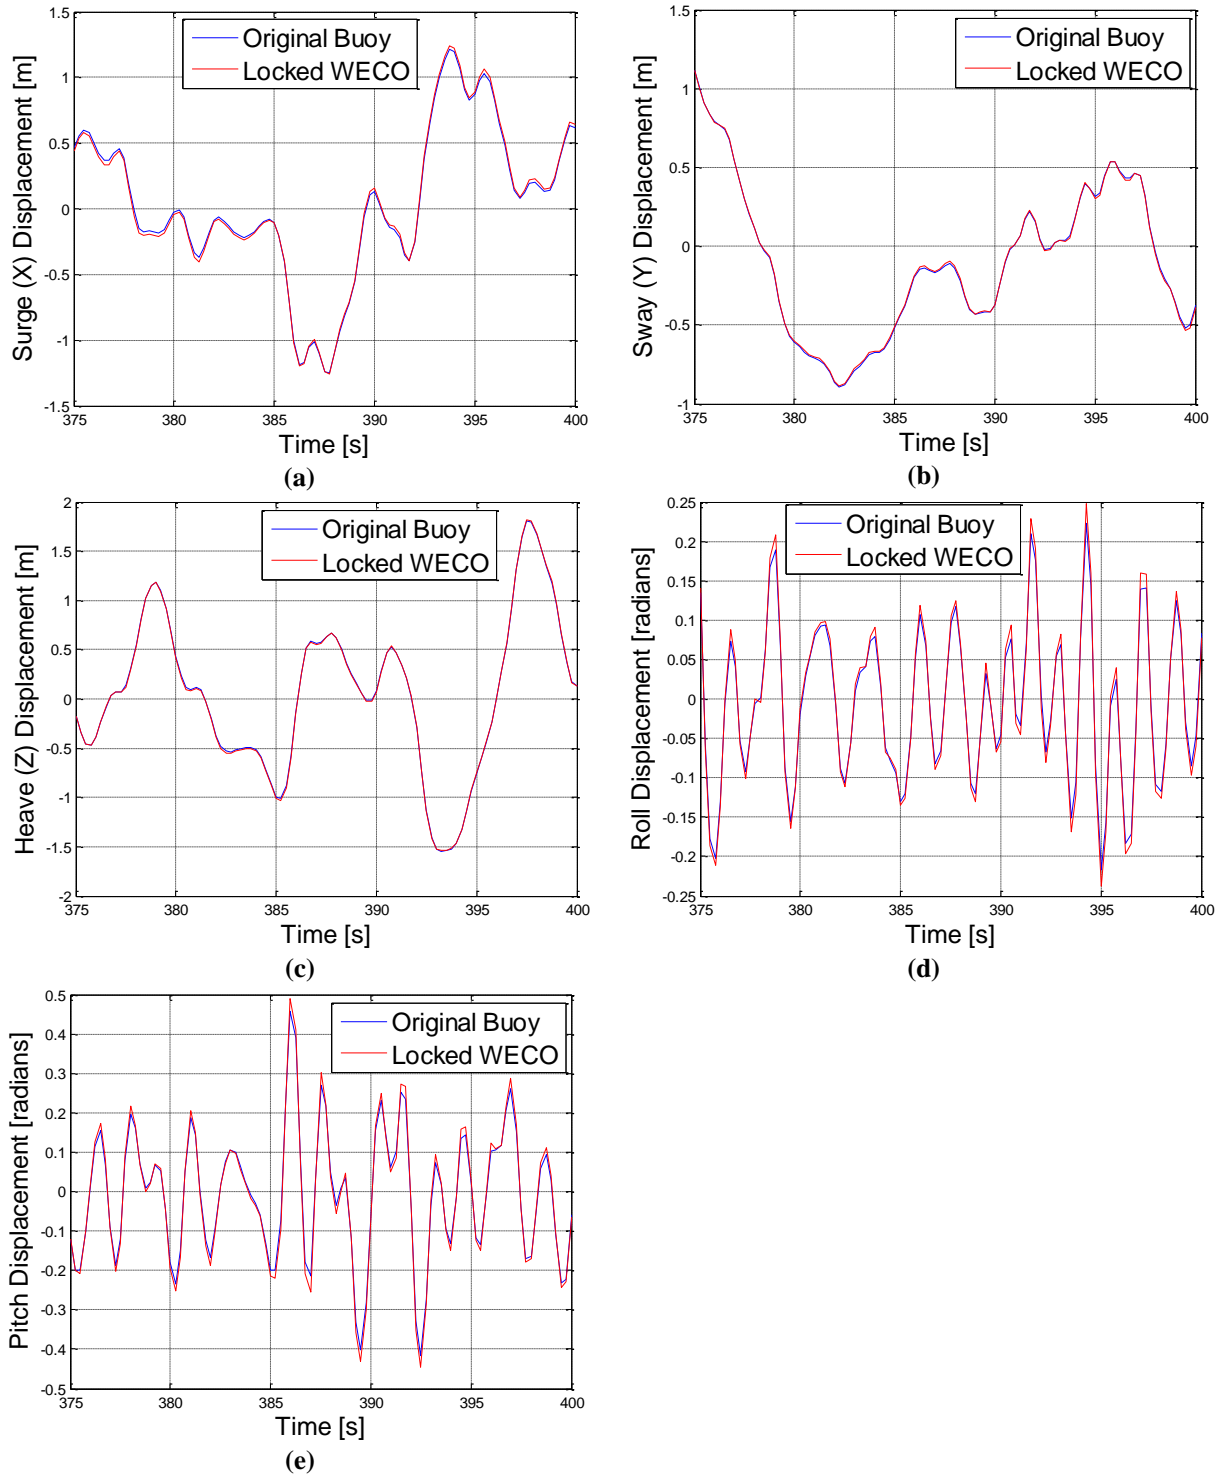 1.5
1
0.5
0
-0.5
-1
-1.5
Surge (X) Displacement [m]
Original Buoy
Locked WECO
375 380 385 390 395 400
Time [s]
(a)
1.5
1
0.5
0
-0.5
-1
Sway (Y) Displacement [m]
Original Buoy
Locked WECO
375 380 385 390 395 400
Time [s]
(b)
2
1.5
1
0.5
0
-0.5
-1
-1.5
-2
Heave (Z) Displacement [m]
Original Buoy
Locked WECO
375 380 385 390 395 400
Time [s]
(c)
0.25
0.2
0.15
0.1
0.05
0
-0.05
-0.1
-0.15
-0.2
-0.25
Roll Displacement [radians]
Original Buoy
Locked WECO
375 380 385 390 395 400
Time [s]
(d)
0.5
0.4
0.3
0.2
0.1
0
-0.1
-0.2
-0.3
-0.4
-0.5
Pitch Displacement [radians]
Original Buoy
Locked WECO
375 380 385 390 395 400
Time [s]
(e)